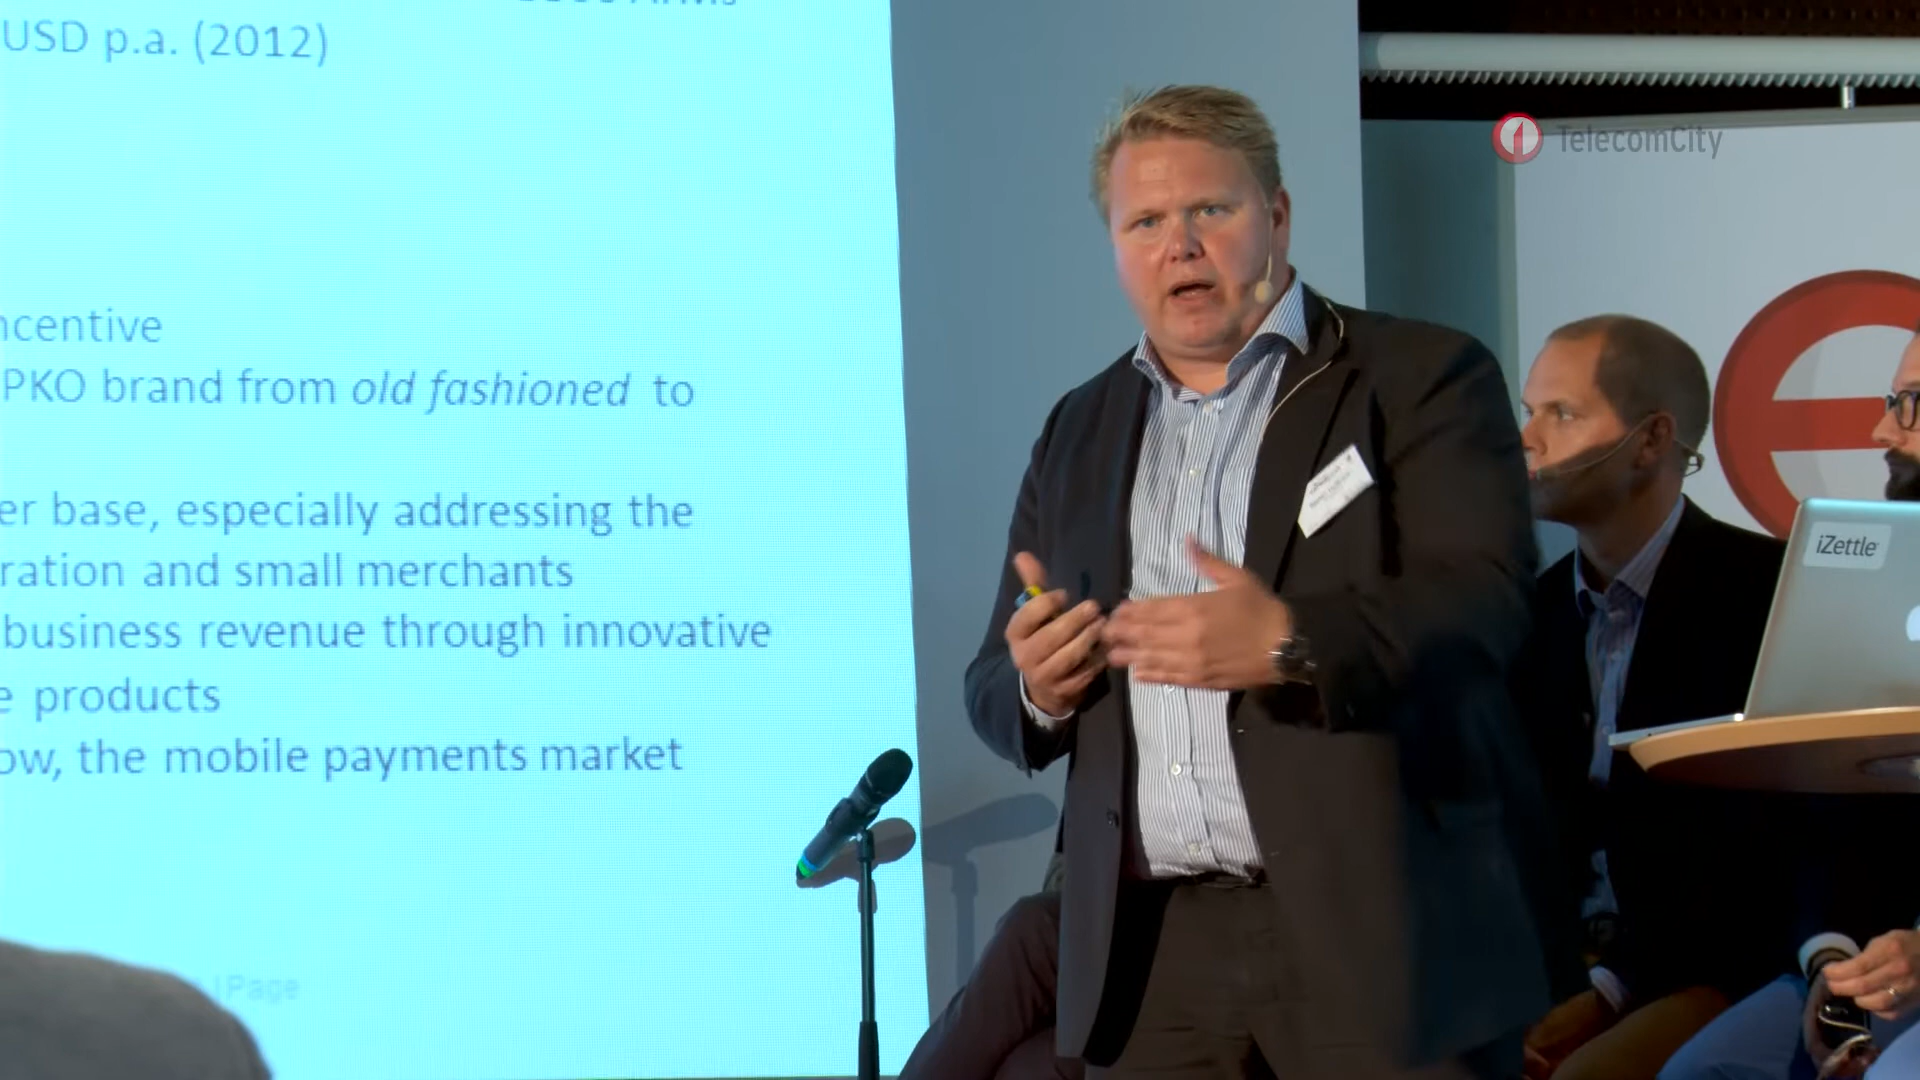 USD p.a. (2012)
TelecomCity
ncentive
PKO brand from old fashioned to
er base, especially addressing the
ration and small merchants
business revenue through innovative
e products
ow, the mobile payments market
iZettle
| Page